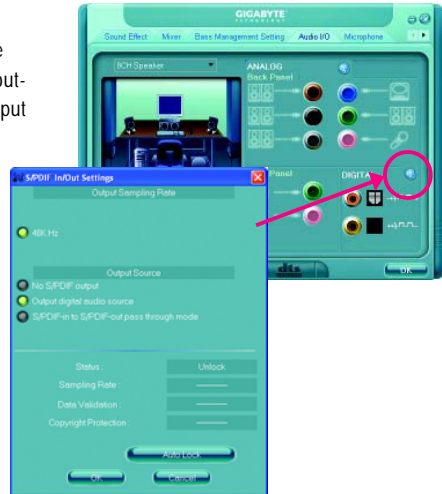 e
out-
put
GIGABYTE
Sound Effect Mixer Bass Management Setting Audio I/O Microphone
8CH Speaker
ANALOG
Back Panel
Panel
DIGITAL
dts
OK
S/PDIF In/Out Settings
Output Sampling Rate
48K Hz
Output Source
No S/PDIF output
Output digital audio source
S/PDIF-in to S/PDIF-out pass through mode
Status : Unlock
Sampling Rate :
Data Validation :
Copyright Protection :
Auto Lock
OK Cancel